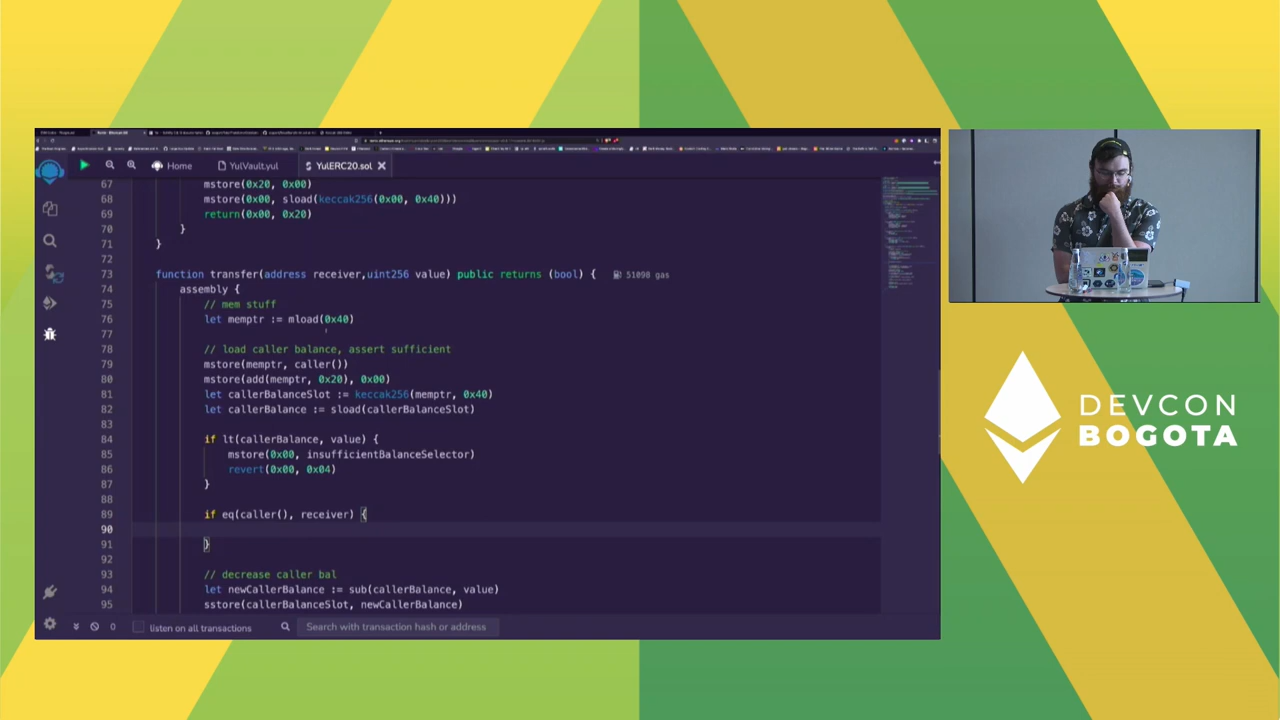 Home
YulVault.yul
YulERC20.sol
67 mstore(0x20, 0x00)
68 mstore(0x00, sload(keccak256(0x00, 0x40)))
69 return(0x00, 0x20)
70 }
71 }
72
73 function transfer(address receiver,uint256 value) public returns (bool) { 51098 gas
74 assembly {
75 // mem stuff
76 let memptr := mload(0x40)
77
78 // load caller balance, assert sufficient
79 mstore(memptr, caller())
80 mstore(add(memptr, 0x20), 0x00)
81 let callerBalanceSlot := keccak256(memptr, 0x40)
82 let callerBalance := sload(callerBalanceSlot)
83
84 if lt(callerBalance, value) {
85 mstore(0x00, insufficientBalanceSelector)
86 revert(0x00, 0x04)
87 }
88
89 if eq(caller(), receiver) {
90
91 }
92
93 // decrease caller bal
94 let newCallerBalance := sub(callerBalance, value)
95 sstore(callerBalanceSlot, newCallerBalance)
0
listen on all transactions
Search with transaction hash or address
DEVCON
BOGOTA